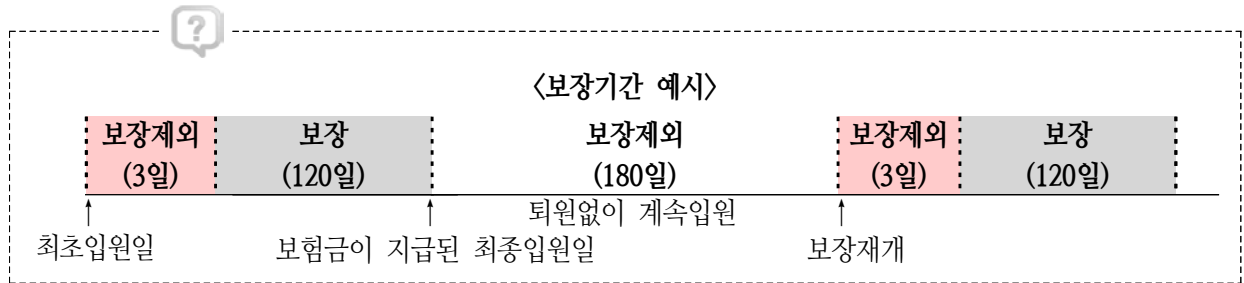 ?
〈보장기간 예시〉
보장제외 보장 보장제외 보장제외 보장
(3일) (120일) (180일) (3일) (120일)
퇴원없이 계속입원
최초입원일 보험금이 지급된 최종입원일 보장재개